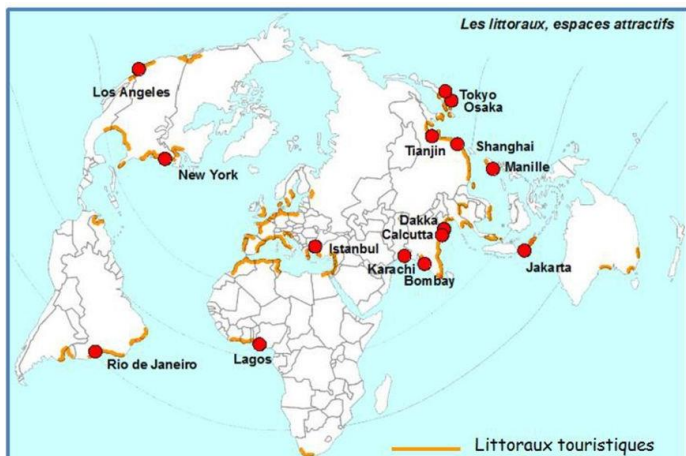 Les littoraux, espaces attractifs
Los Angeles
Tokyo
Osaka
Tianjin
Shanghai
Manille
New York
Dakka
Calcutta
Istanbul
Karachi
Bombay
Jakarta
Rio de Janeiro
Lagos
Littoraux touristiques